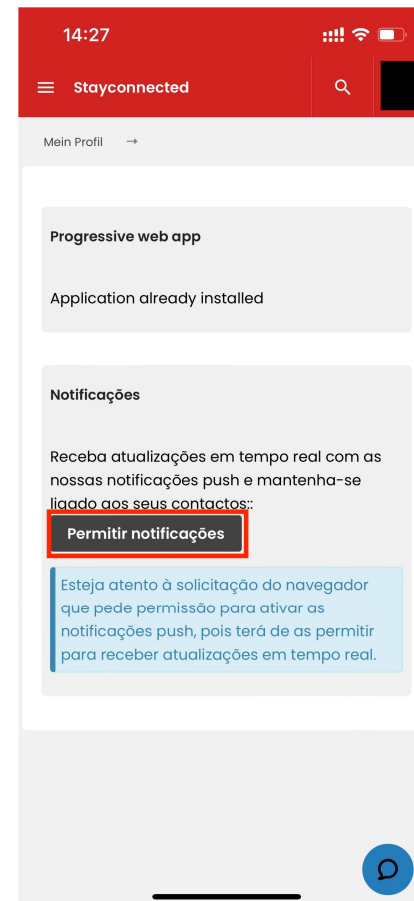 14:27
Stayconnected
Mein Profil →
Progressive web app
Application already installed
Notificações
Receba atualizações em tempo real com as
nossas notificações push e mantenha-se
ligado aos seus contactos::
Permitir notificações
Esteja atento à solicitação do navegador
que pede permissão para ativar as
notificações push, pois terá de as permitir
para receber atualizações em tempo real.